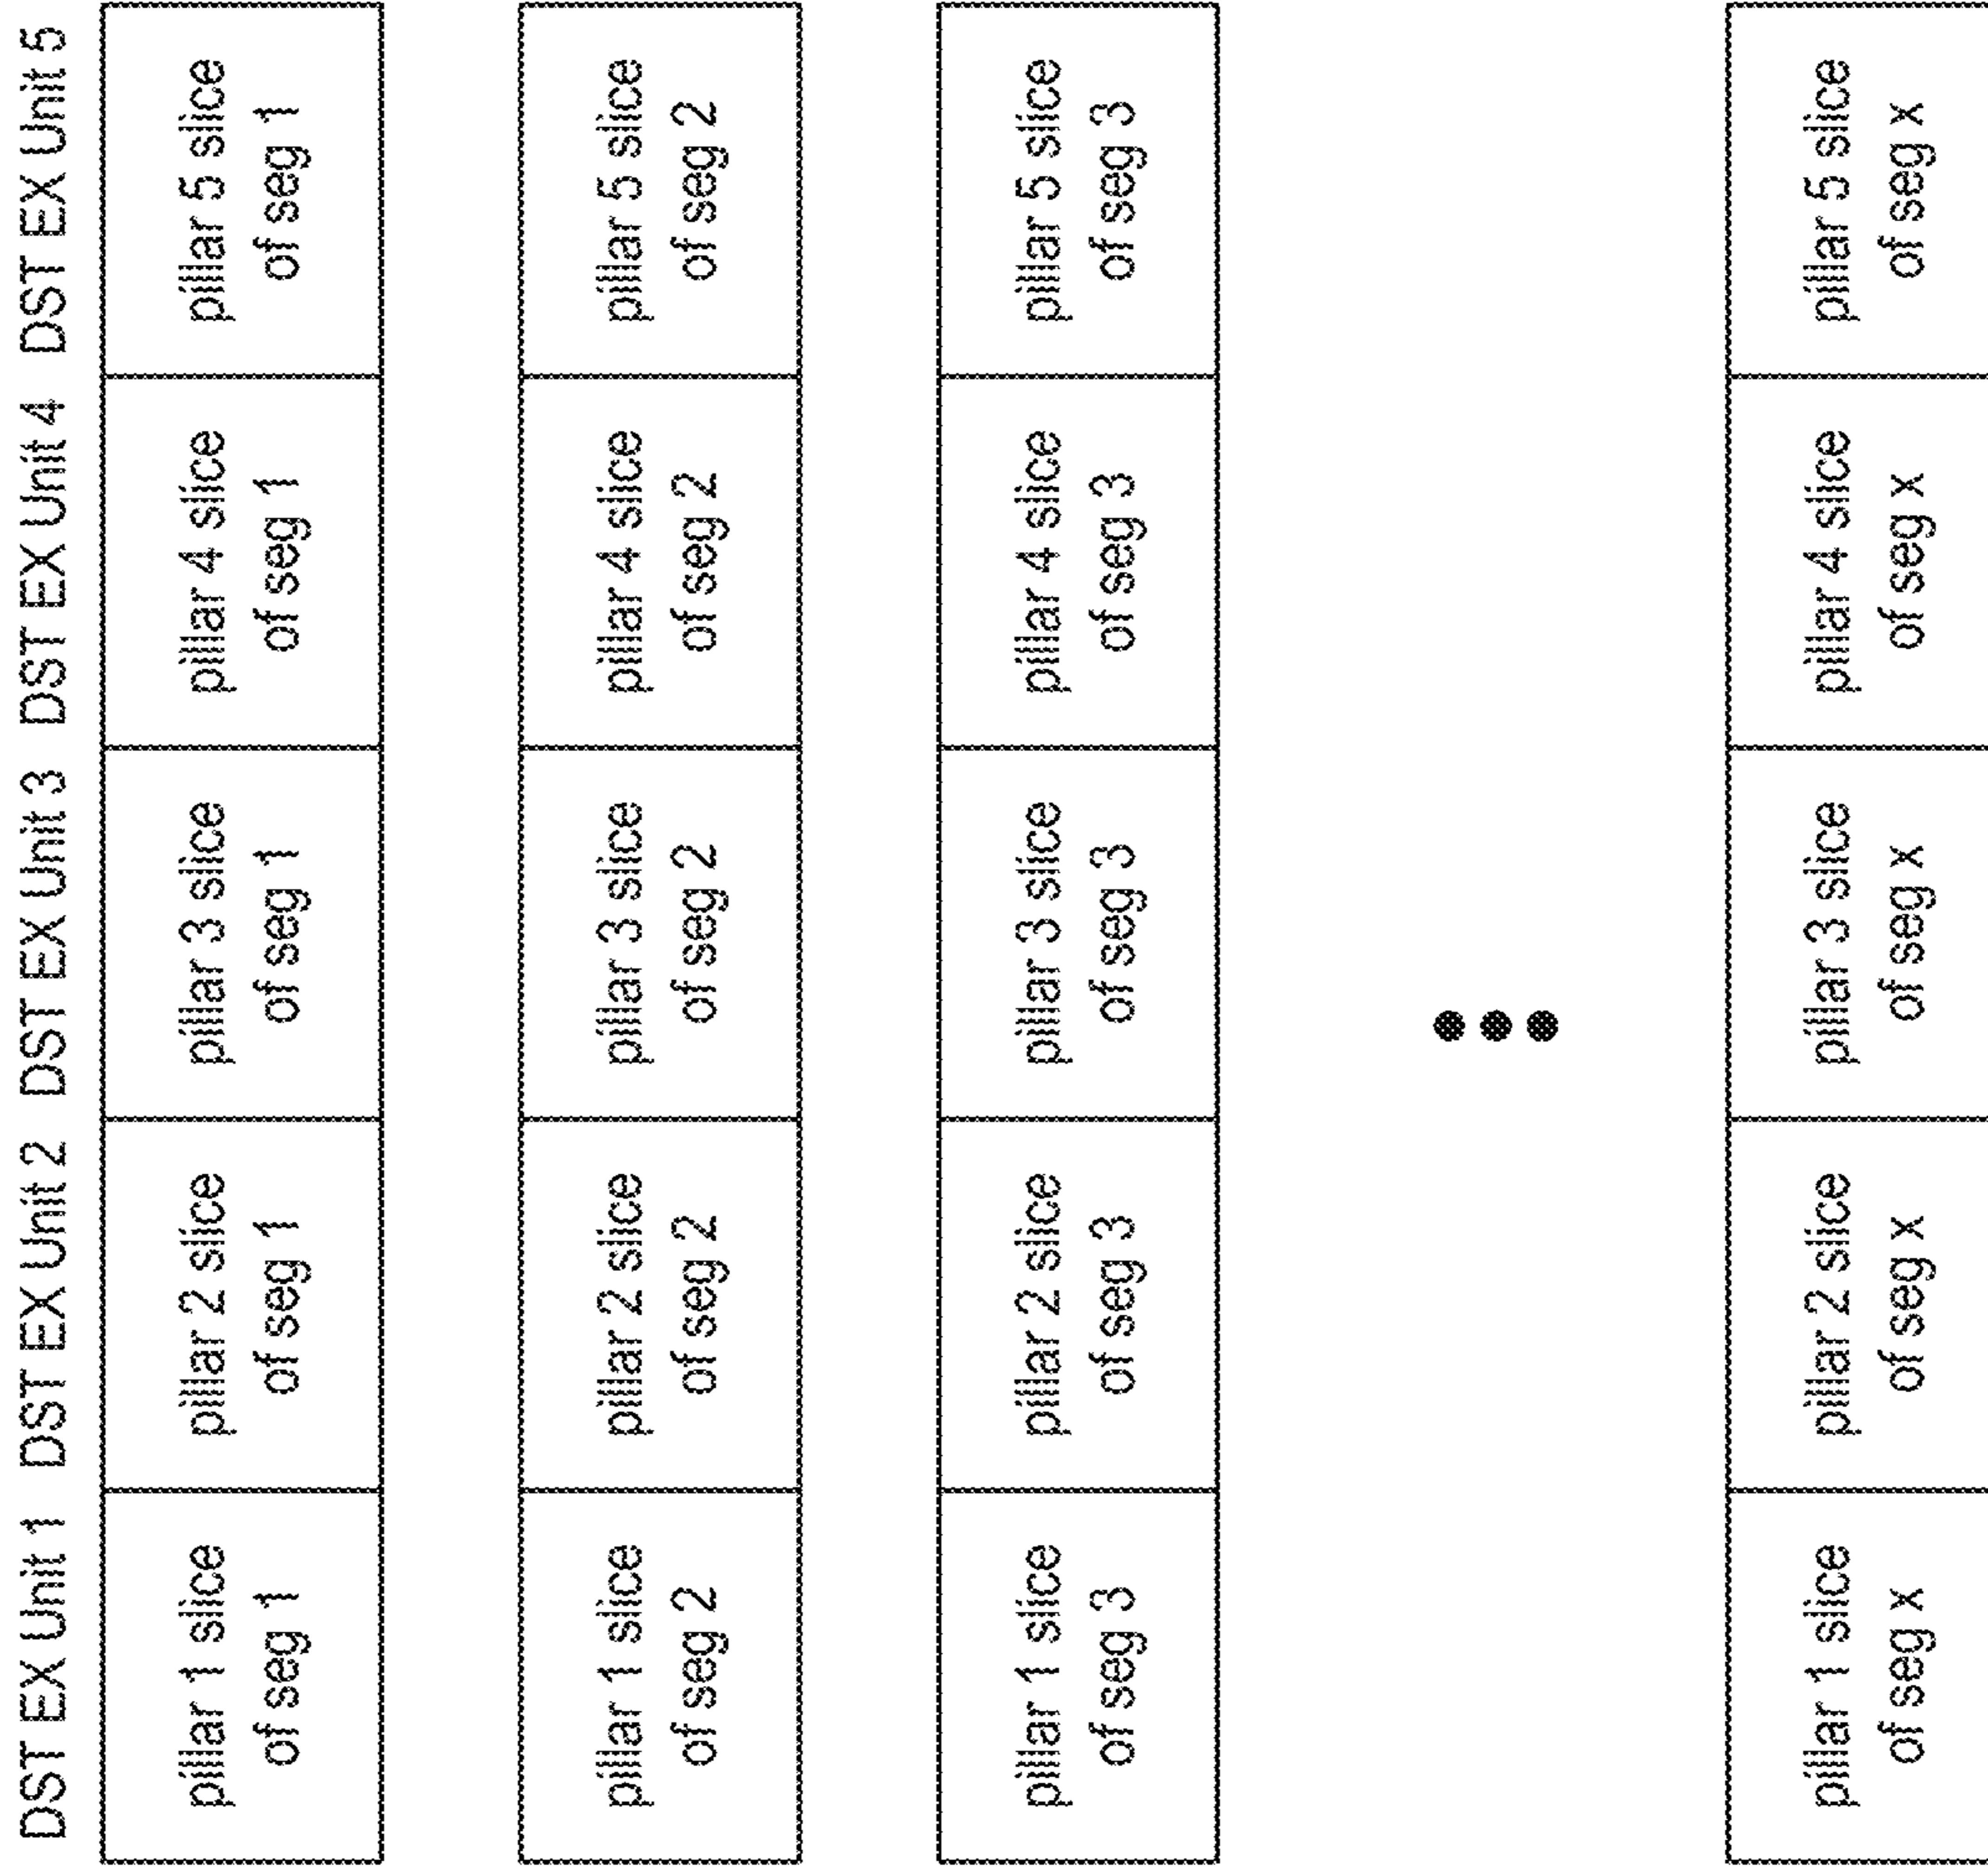 DST EX Unit 1 DST EX Unit 2 DST EX Unit 3 DST EX Unit 4 DST EX Unit 5
pillar 1 slice
of seg 1
pillar 2 slice
of seg 1
pillar 3 slice
of seg 1
pillar 4 slice
of seg 1
pillar 5 slice
of seg 1
pillar 1 slice
of seg 2
pillar 2 slice
of seg 2
pillar 3 slice
of seg 2
pillar 4 slice
of seg 2
pillar 5 slice
of seg 2
pillar 1 slice
of seg 3
pillar 2 slice
of seg 3
pillar 3 slice
of seg 3
pillar 4 slice
of seg 3
pillar 5 slice
of seg 3
pillar 1 slice
of seg x
pillar 2 slice
of seg x
pillar 3 slice
of seg x
pillar 4 slice
of seg x
pillar 5 slice
of seg x